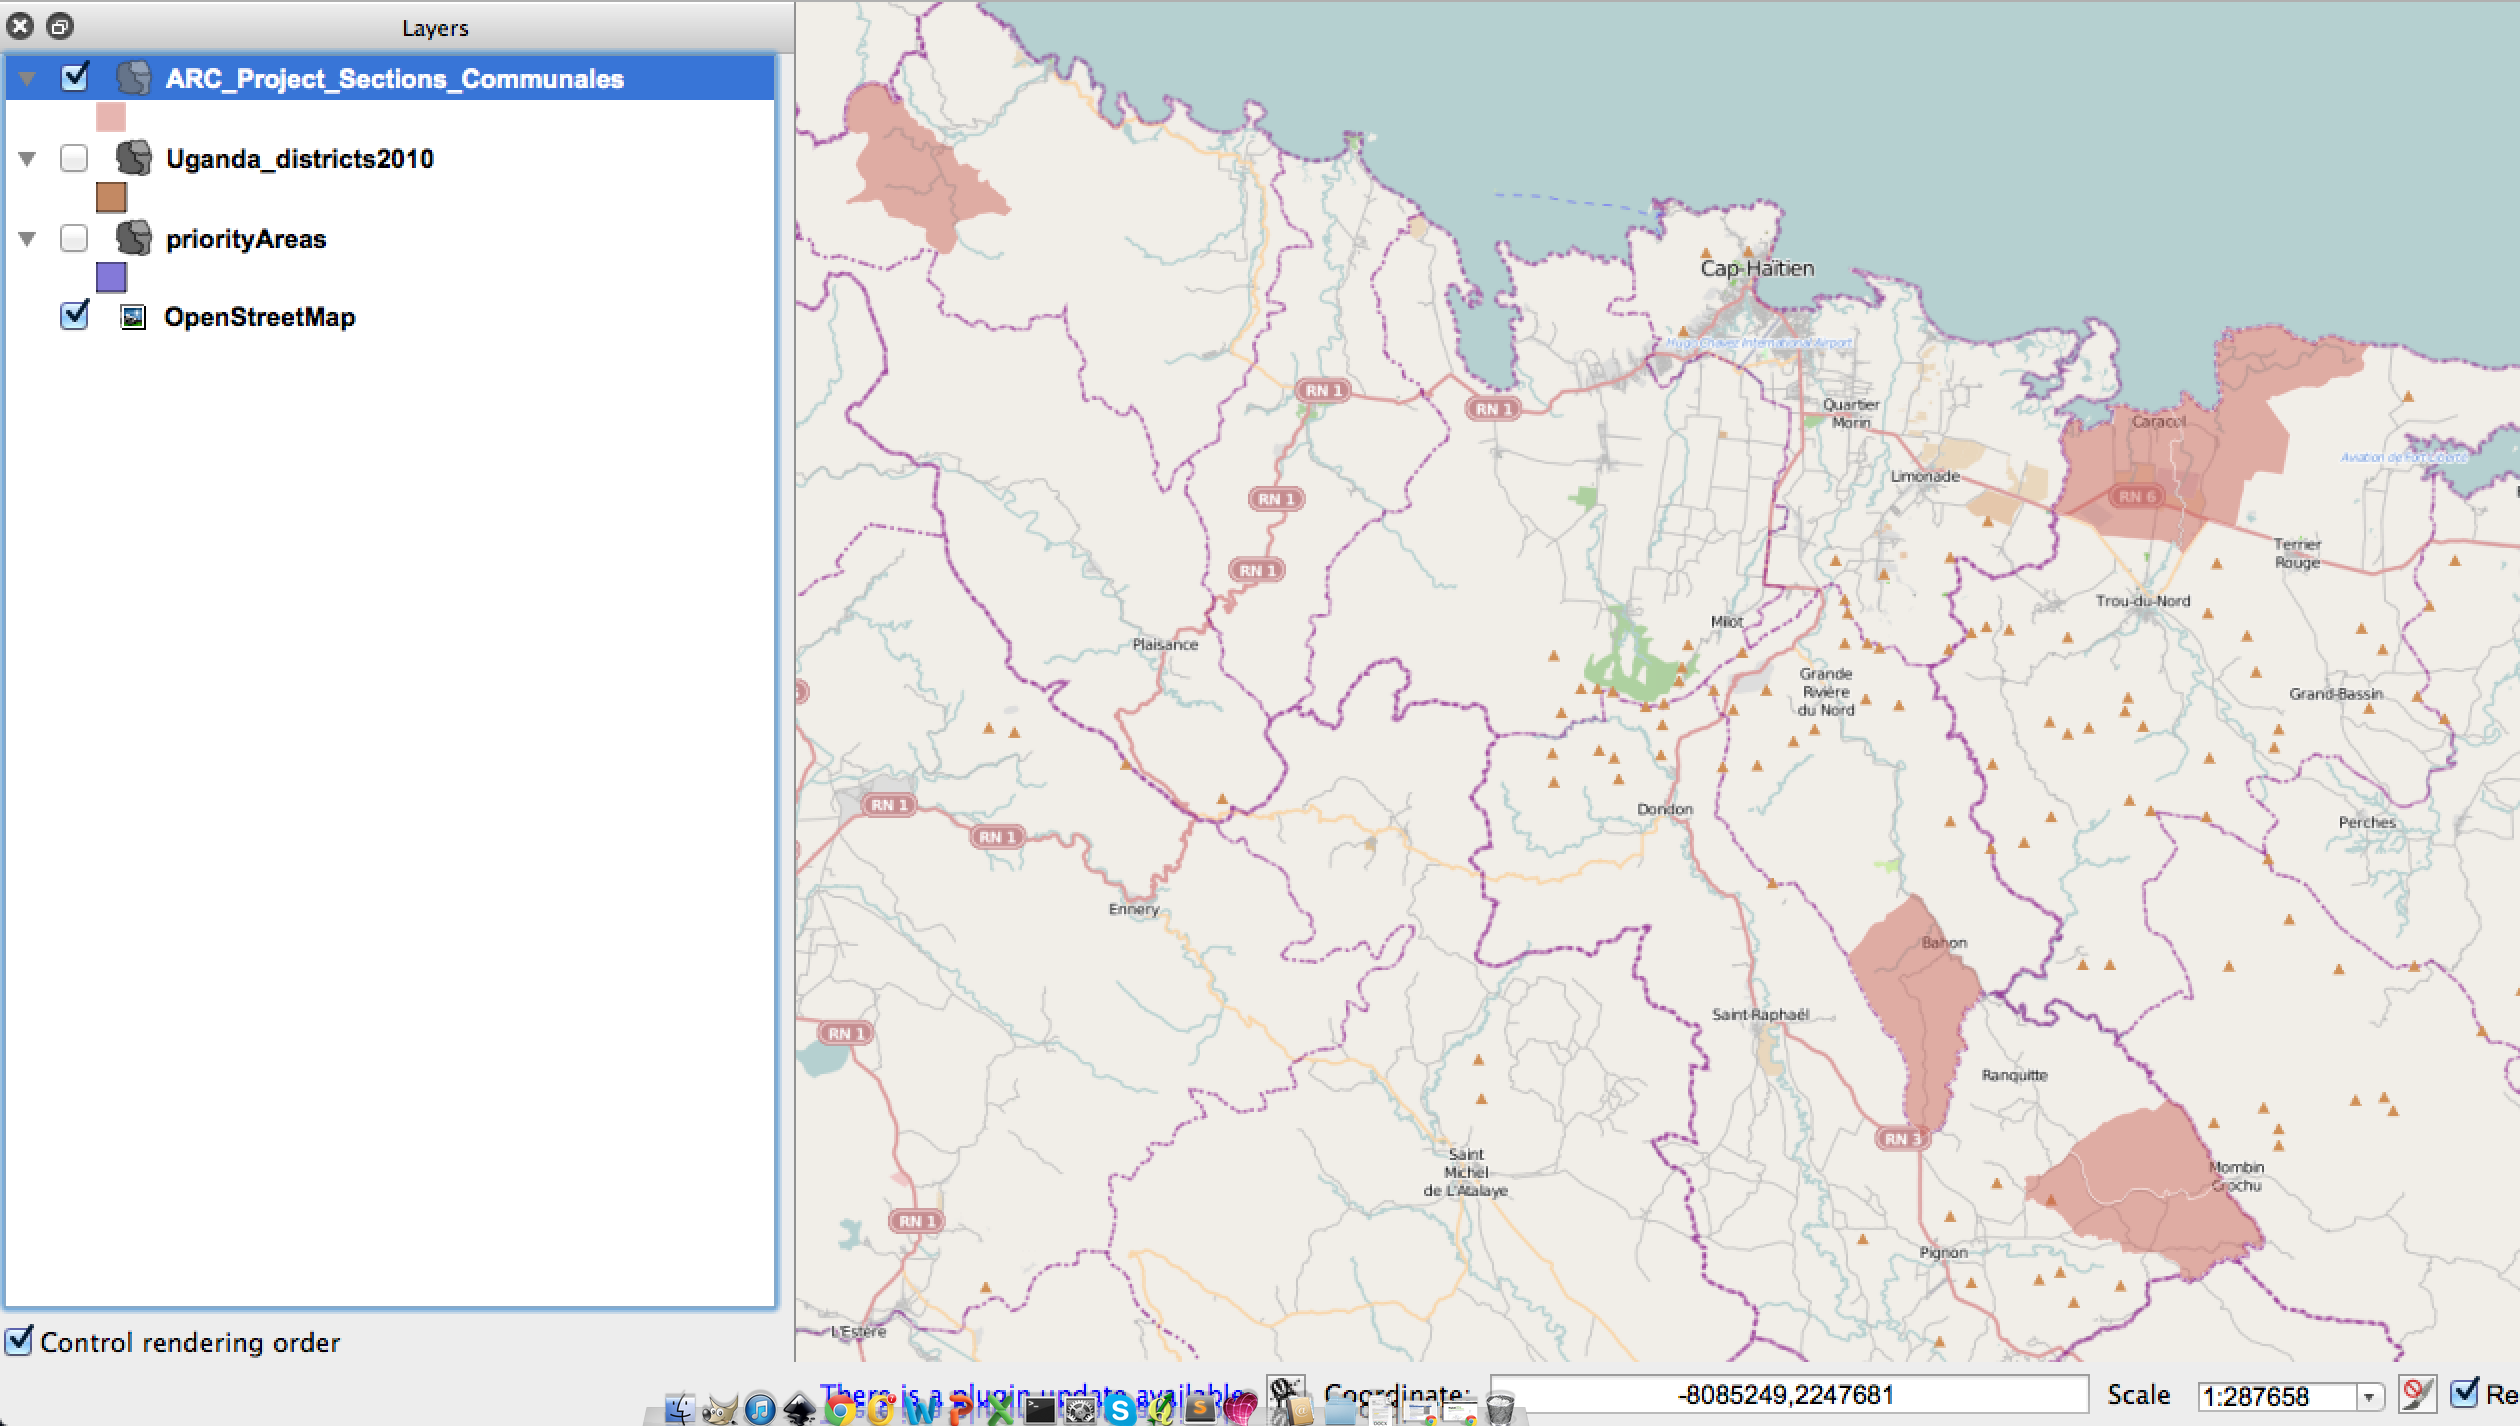 Layers
ARC_Project_Sections_Communales
Uganda_districts2010
priorityAreas
OpenStreetMap
Control rendering order
Cap-Haïtien
Hugo Chavez International Airport
RN 1
RN 1
Quartier
Morin
Caracol
Aviation de Fort Liberté
Limonade
RN 1
RN 6
Terrier
Rouge
RN 1
Trou-du-Nord
Milot
Plaisance
Grande
Rivière
du Nord
Grand-Bassin
RN 1
Dondon
Perches
RN 1
Ennery
Bahon
Saint-Raphaël
RN 1
Ranquitte
RN 3
Saint
Michel
de L'Atalaye
Mombin
Crochu
RN 1
Pignon
L'Estère
There is a plugin update available
Coordinate:
-8085249,2247681
Scale
1:287658
Re